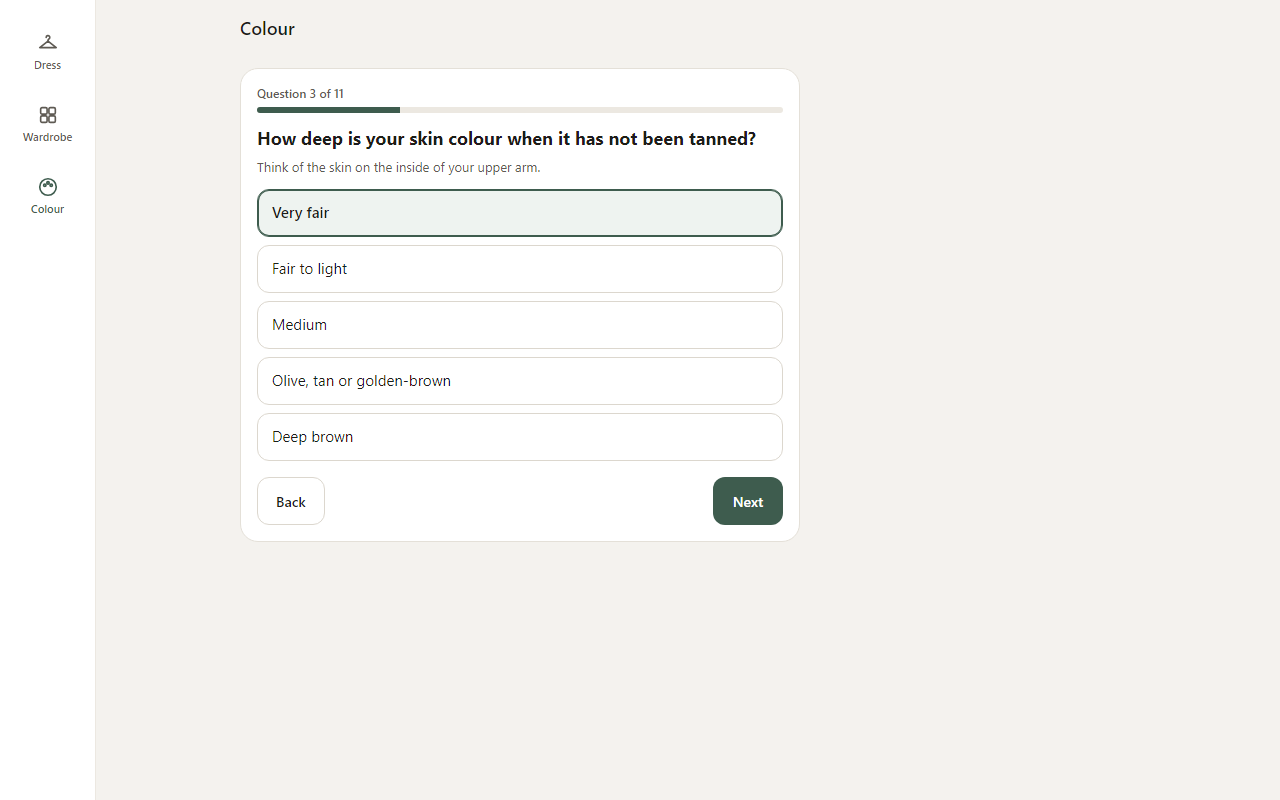 Colour
Dress
Wardrobe
Colour
Question 3 of 11
How deep is your skin colour when it has not been tanned?
Think of the skin on the inside of your upper arm.
Very fair
Fair to light
Medium
Olive, tan or golden-brown
Deep brown
Back
Next